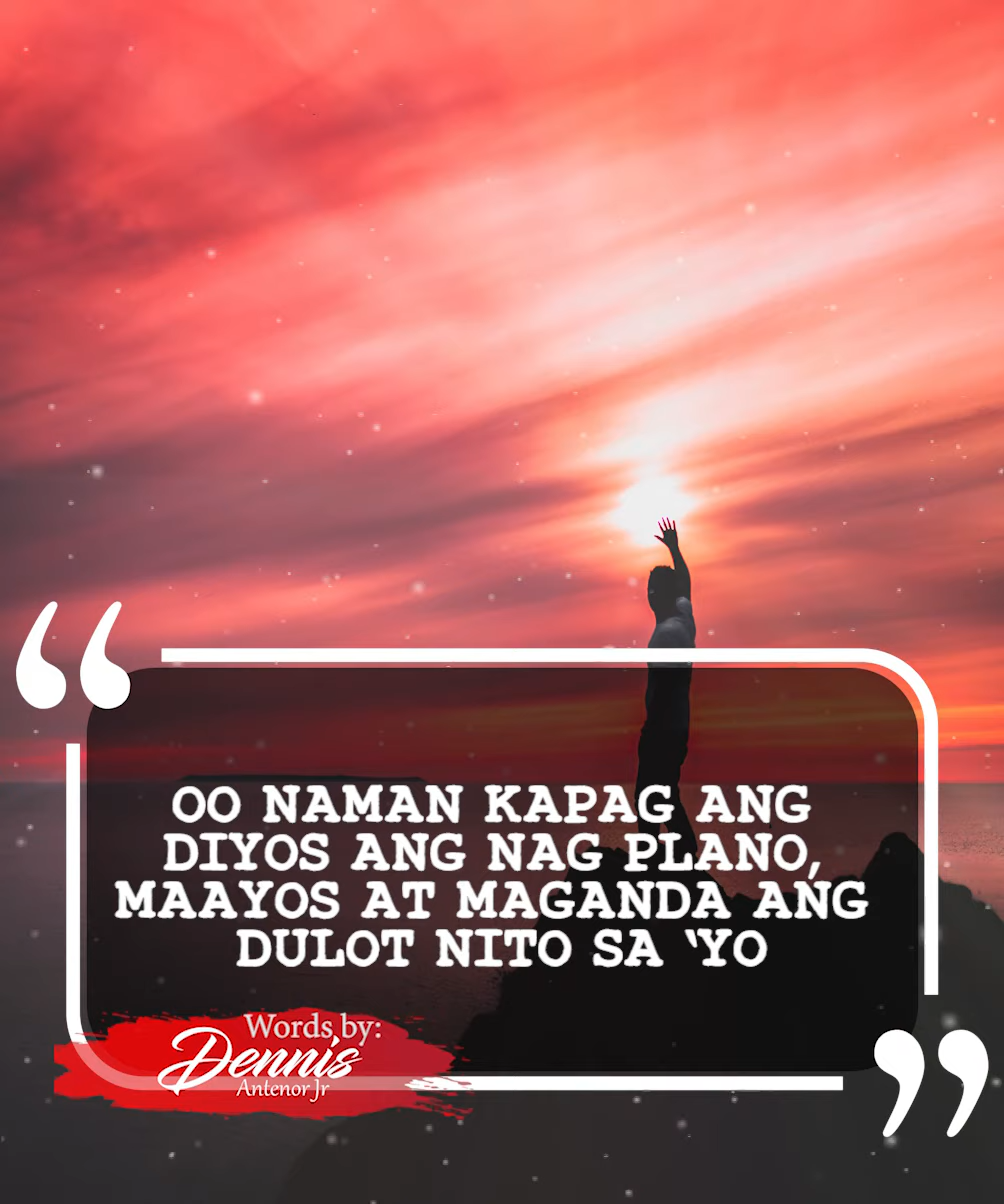 OO NAMAN KAPAG ANG
DIYOS ANG NAG PLANO,
MAAYOS AT MAGANDA ANG
DULOT NITO SA ‘YO
Words by:
Dennis
Antenor Jr